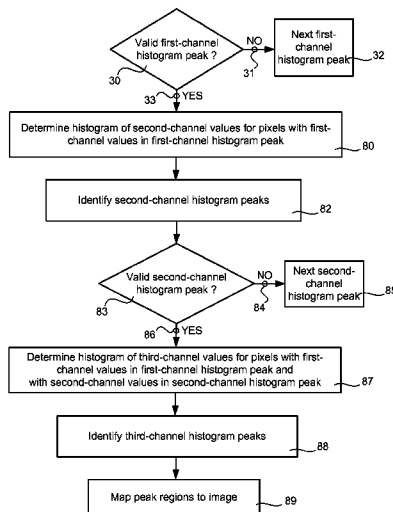 Valid first-channel
histogram peak ?
30
NO
31
Next first-
channel
histogram peak
32
33
YES
Determine histogram of second-channel values for pixels with first-
channel values in first-channel histogram peak
80
Identify second-channel histogram peaks
82
Valid second-channel
histogram peak ?
83
NO
84
Next second-
channel
histogram peak
85
86
YES
Determine histogram of third-channel values for pixels with first-
channel values in first-channel histogram peak and
with second-channel values in second-channel histogram peak
87
Identify third-channel histogram peaks
88
Map peak regions to image
89